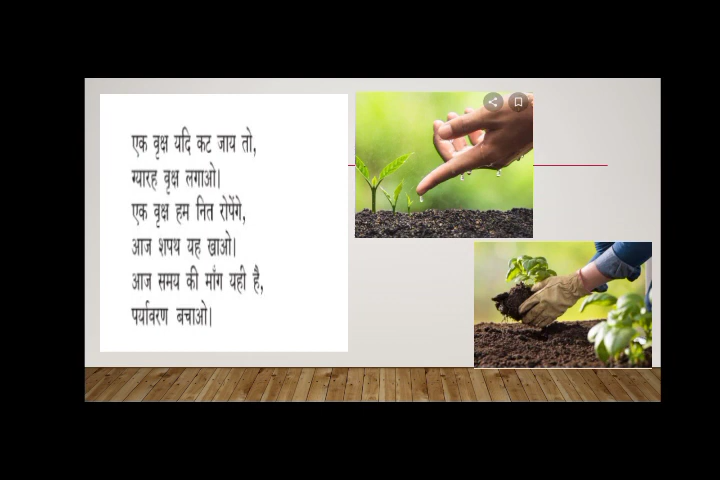 एक वृक्ष यदि कट जाय तो,
ग्यारह वृक्ष लगाओ|
एक वृक्ष हम नित रोपेंगे,
आज शपथ यह खाओ|
आज समय की माँग यही है,
पर्यावरण बचाओ|